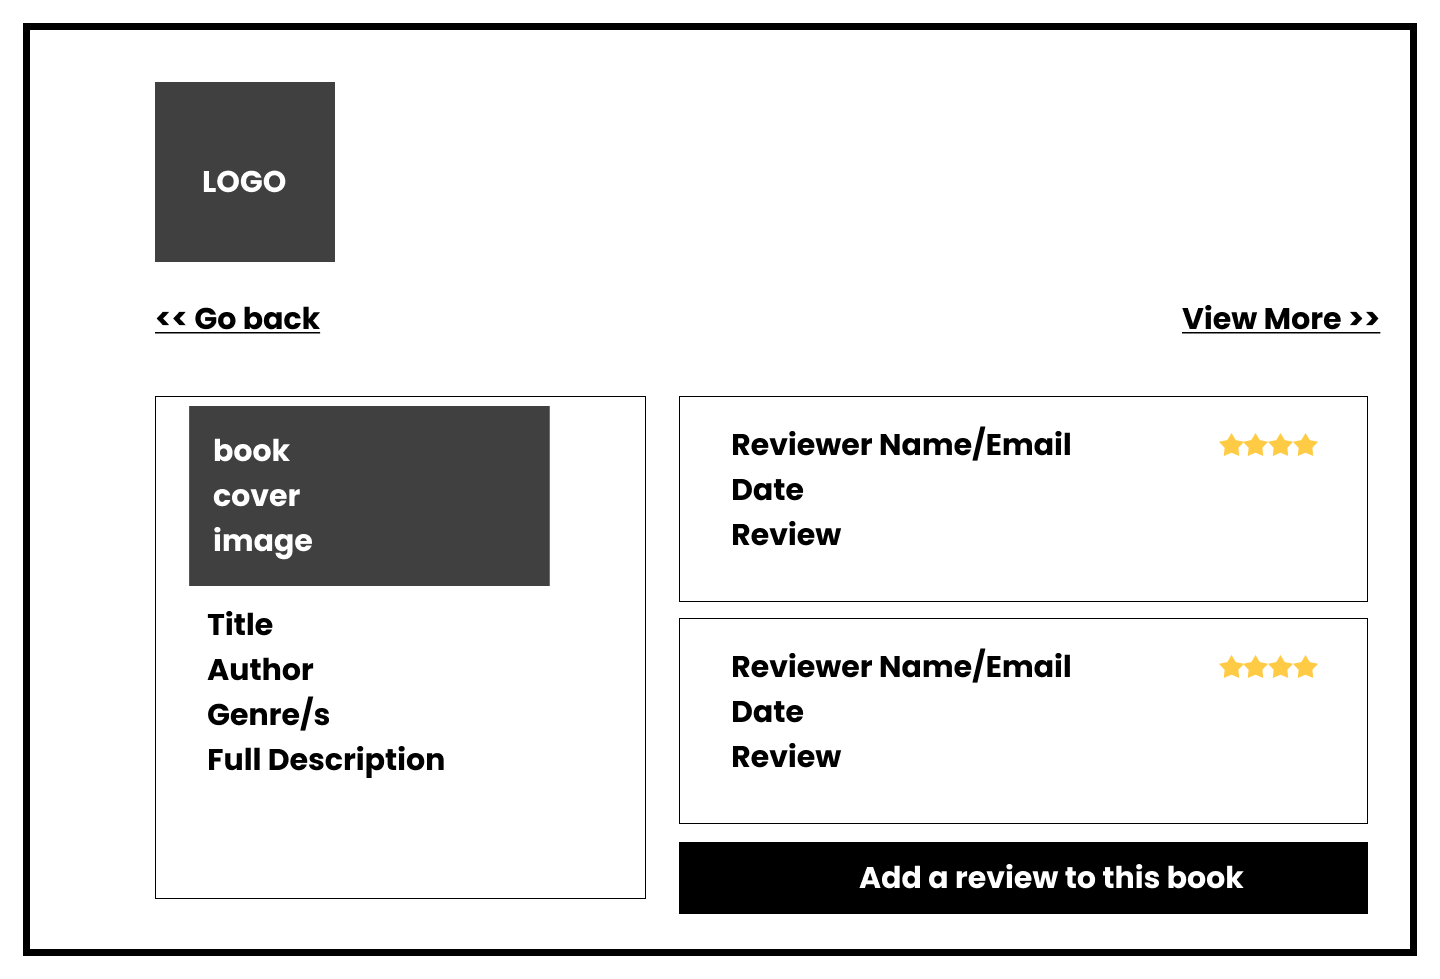 LOGO
<< Go back
View More >>
book
cover
image
Title
Author
Genre/s
Full Description
Reviewer Name/Email
Date
Review
Reviewer Name/Email
Date
Review
Add a review to this book